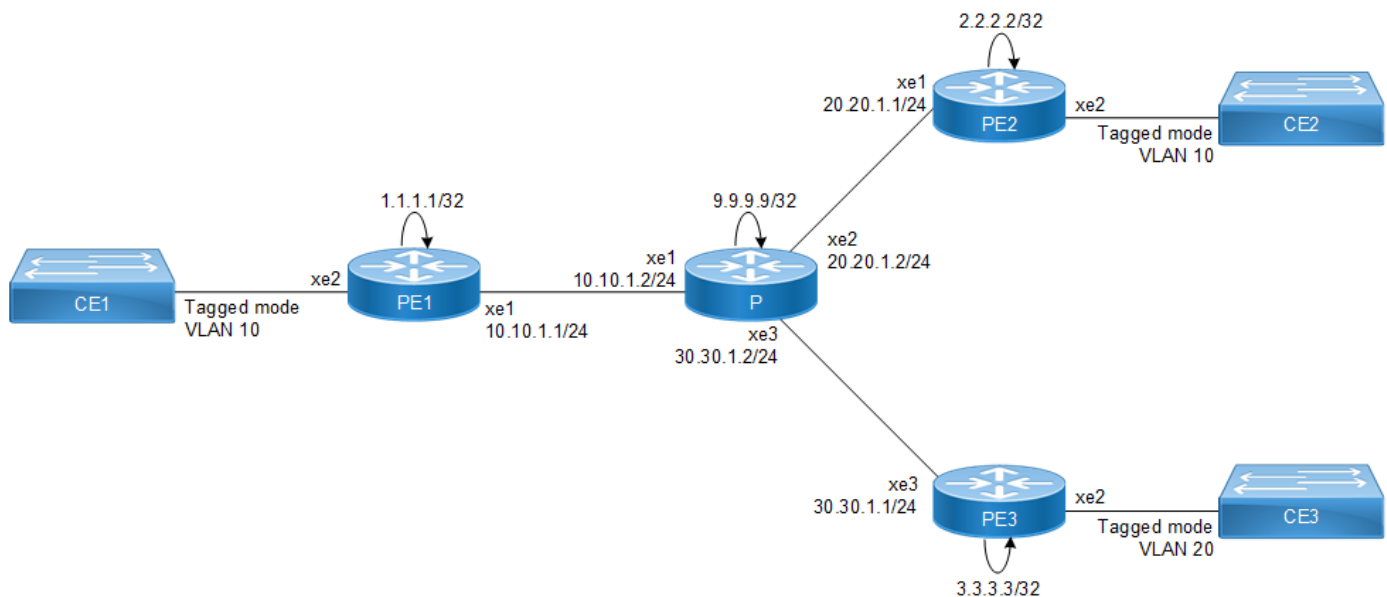 2.2.2.2/32
xe1
20.20.1.1/24
PE2
xe2
Tagged mode
VLAN 10
CE2
1.1.1.1/32
9.9.9.9/32
CE1
Tagged mode
VLAN 10
xe2
PE1
xe1
10.10.1.1/24
xe1
10.10.1.2/24
P
xe2
20.20.1.2/24
xe3
30.30.1.2/24
xe3
30.30.1.1/24
PE3
xe2
Tagged mode
VLAN 20
CE3
3.3.3.3/32